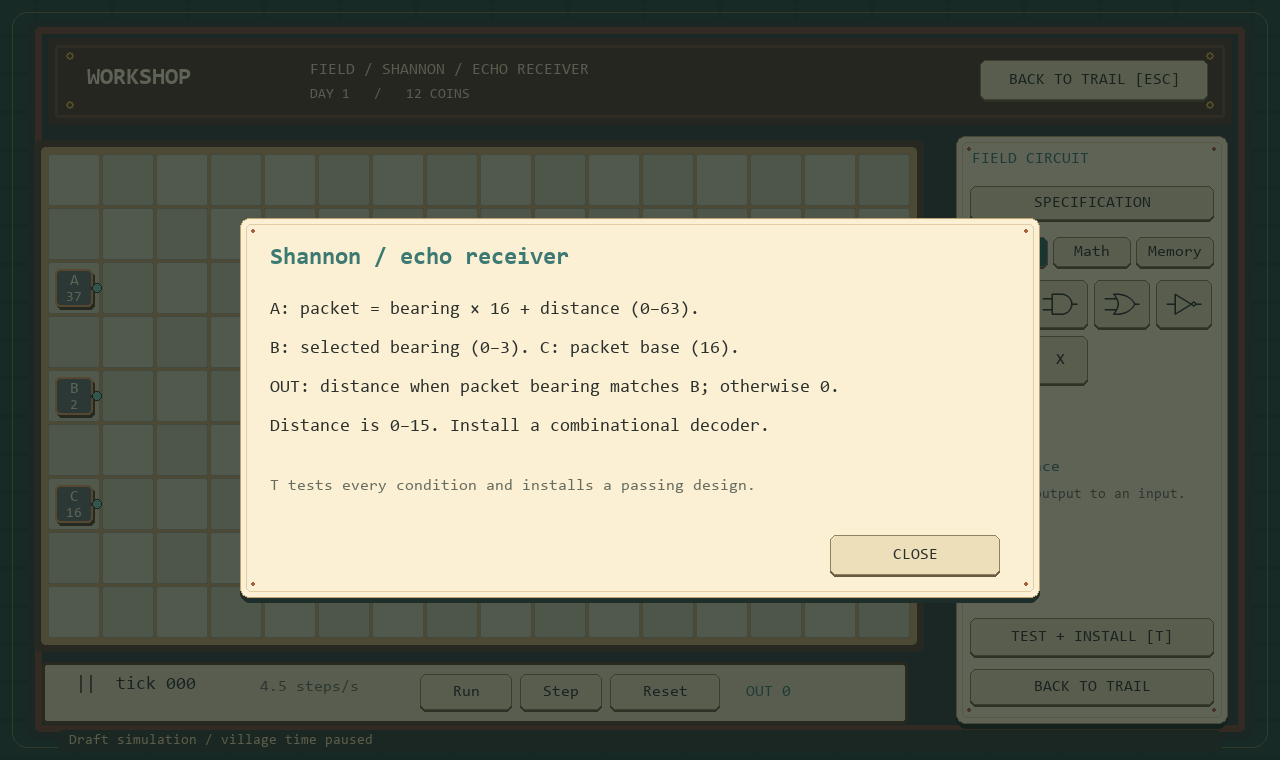 WORKSHOP
FIELD / SHANNON / ECHO RECEIVER
DAY 1 / 12 COINS
BACK TO TRAIL [ESC]
FIELD CIRCUIT
SPECIFICATION
Math Memory
A
37
B
2
C
16
X
Shannon / echo receiver
A: packet = bearing × 16 + distance (0–63).
B: selected bearing (0–3). C: packet base (16).
OUT: distance when packet bearing matches B; otherwise 0.
Distance is 0–15. Install a combinational decoder.
T tests every condition and installs a passing design.
CLOSE
to an input.
TEST + INSTALL [T]
BACK TO TRAIL
|| tick 000
4.5 steps/s
Run
Step
Reset
OUT 0
Draft simulation / village time paused